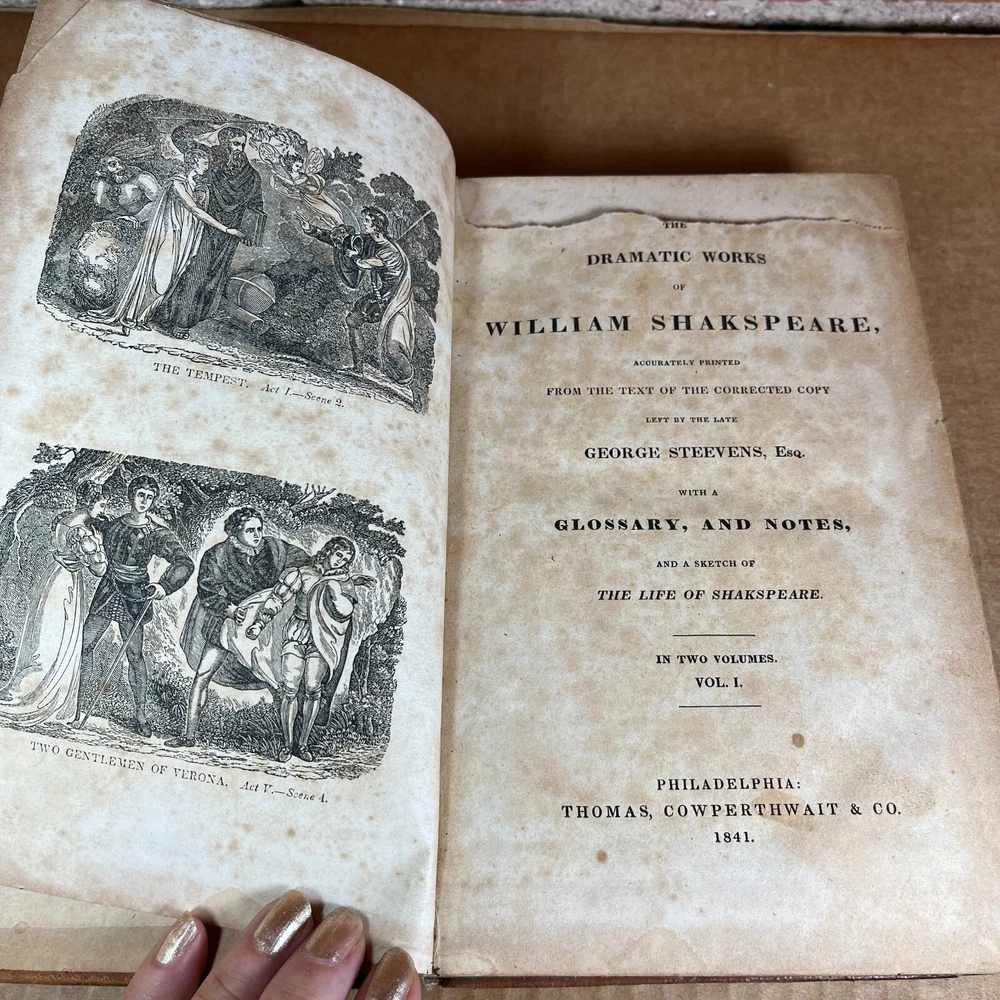 THE TEMPEST. Act I.—Scene 2.
TWO GENTLEMEN OF VERONA. Act V.—Scene 4.
THE
DRAMATIC WORKS
OF
WILLIAM SHAKSPEARE,
ACCURATELY PRINTED
FROM THE TEXT OF THE CORRECTED COPY
LEFT BY THE LATE
GEORGE STEEVENS, Esq.
WITH A
GLOSSARY, AND NOTES,
AND A SKETCH OF
THE LIFE OF SHAKSPEARE.
IN TWO VOLUMES.
VOL. I.
PHILADELPHIA:
THOMAS, COWPERTHWAIT & CO.
1841.